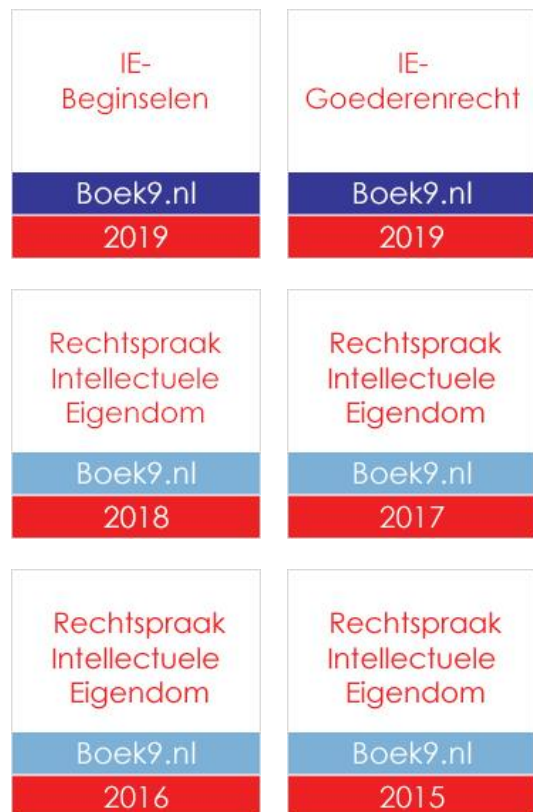 IE-
Beginselen
Boek9.nl
2019
IE-
Goederenrecht
Boek9.nl
2019
Rechtspraak
Intellectuele
Eigendom
Boek9.nl
2018
Rechtspraak
Intellectuele
Eigendom
Boek9.nl
2017
Rechtspraak
Intellectuele
Eigendom
Boek9.nl
2016
Rechtspraak
Intellectuele
Eigendom
Boek9.nl
2015